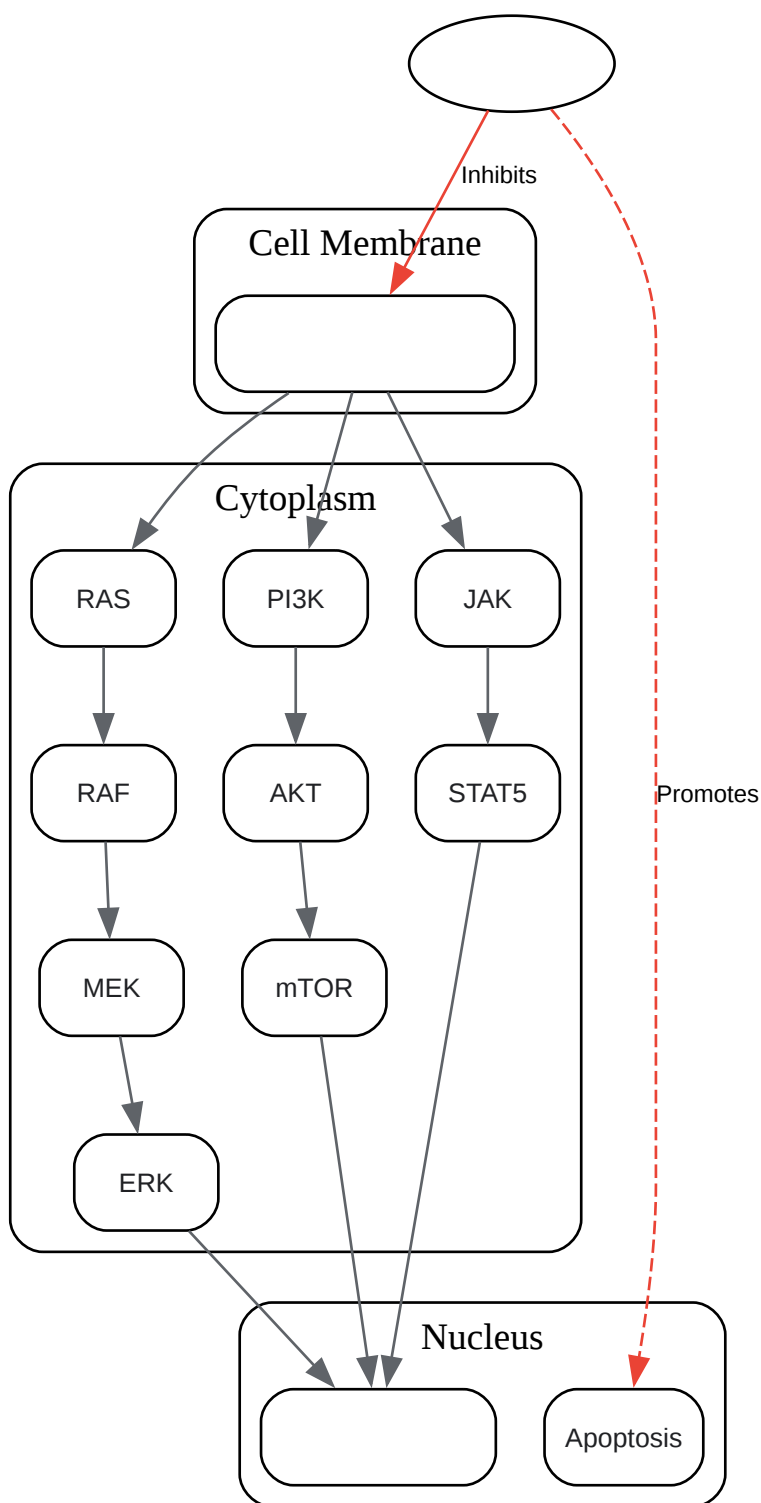 Inhibits
Cell Membrane
Cytoplasm
RAS
PI3K
JAK
RAF
AKT
STAT5
Promotes
MEK
mTOR
ERK
Nucleus
Apoptosis